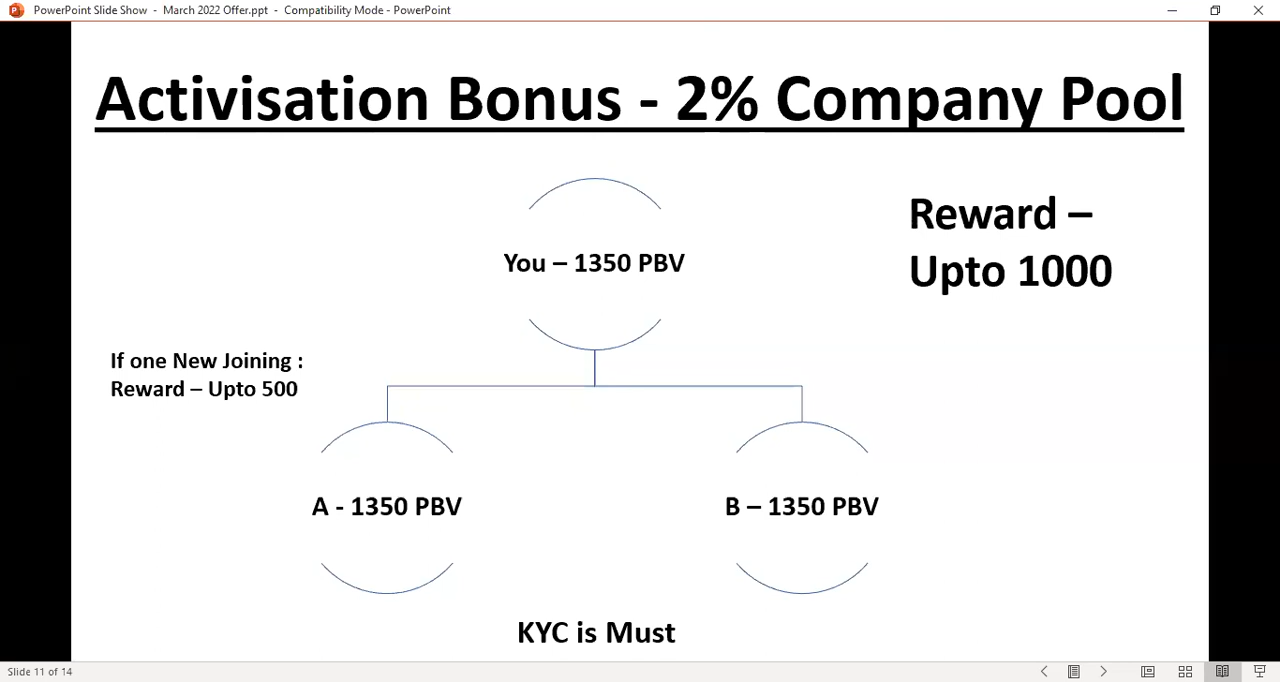 PowerPoint Slide Show - March 2022 Offer.ppt - Compatibility Mode - PowerPoint
Activisation Bonus - 2% Company Pool
Reward –
Upto 1000
You – 1350 PBV
If one New Joining :
Reward – Upto 500
A - 1350 PBV
B – 1350 PBV
KYC is Must
Slide 11 of 14